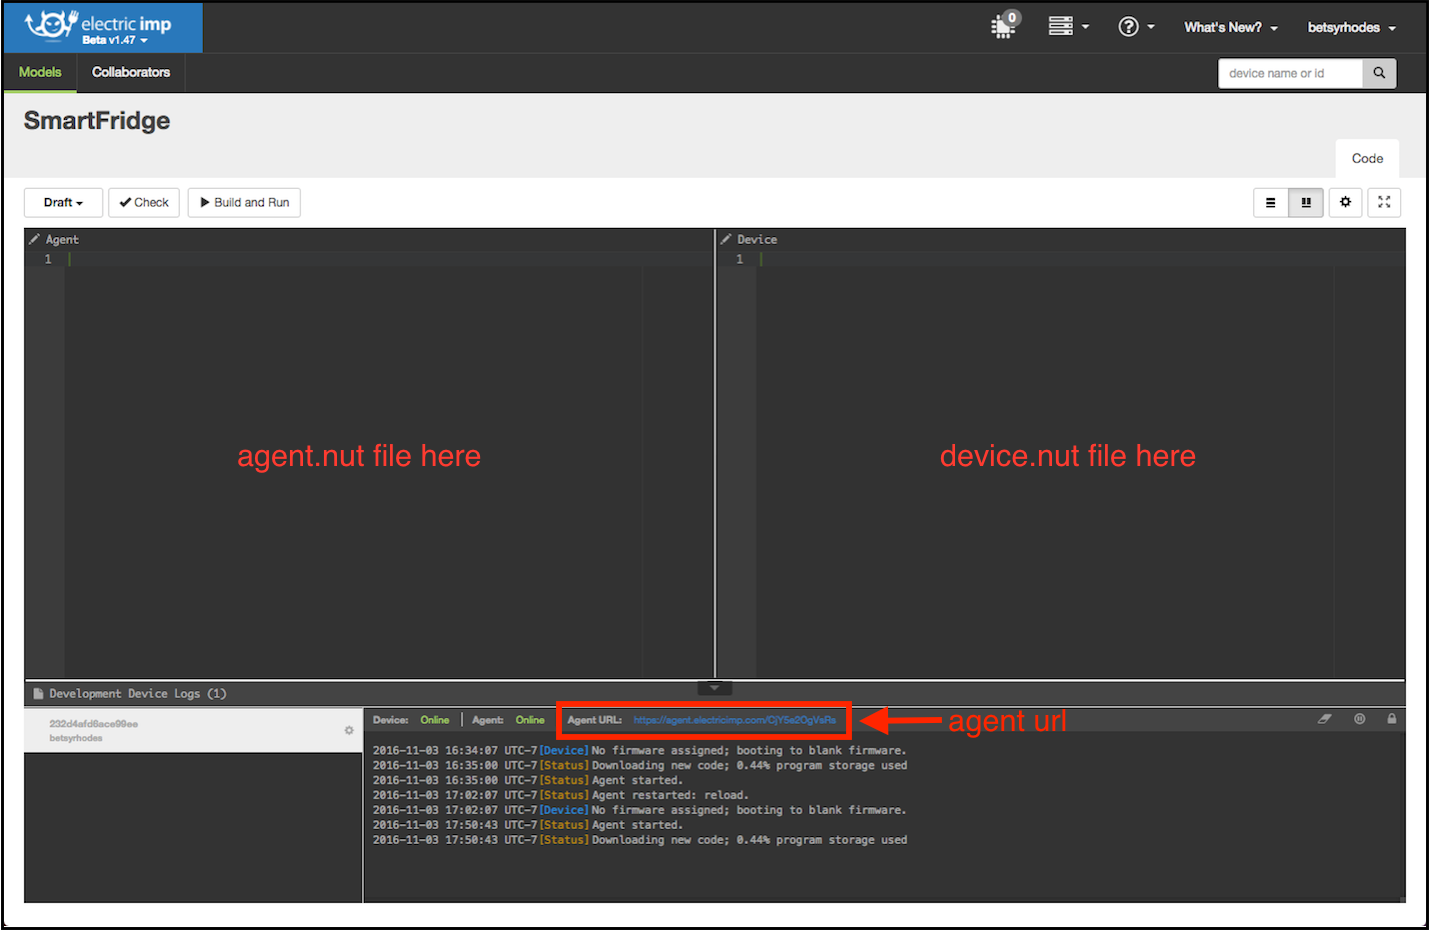 electric imp
Beta v1.47
0
What's New?
betsyrhodes
Models
Collaborators
device name or id
SmartFridge
Code
Draft
Check
Build and Run
Agent
1
Device
1
agent.nut file here
device.nut file here
Development Device Logs (1)
232d4afd6ace99ee
betsyrhodes
Device: Online | Agent: Online Agent URL: https://agent.electricimp.com/OjY5a2OgVsRs
agent url
2016-11-03 16:34:07 UTC-7 [Device] No firmware assigned; booting to blank firmware.
2016-11-03 16:35:00 UTC-7 [Status] Downloading new code; 0.44% program storage used
2016-11-03 16:35:00 UTC-7 [Status] Agent started.
2016-11-03 17:02:07 UTC-7 [Status] Agent restarted: reload.
2016-11-03 17:02:07 UTC-7 [Device] No firmware assigned; booting to blank firmware.
2016-11-03 17:50:43 UTC-7 [Status] Agent started.
2016-11-03 17:50:43 UTC-7 [Status] Downloading new code; 0.44% program storage used